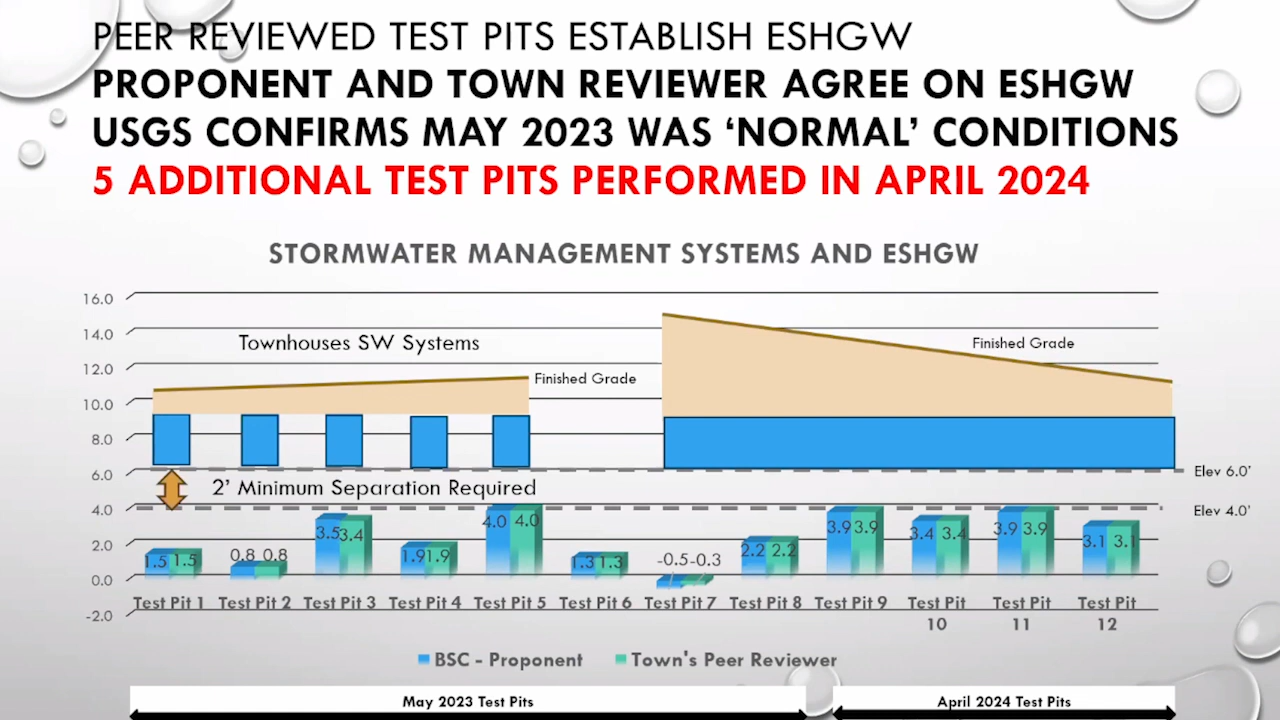 PEER REVIEWED TEST PITS ESTABLISH ESHGW
PROPONENT AND TOWN REVIEWER AGREE ON ESHGW
USGS CONFIRMS MAY 2023 WAS ‘NORMAL’ CONDITIONS
5 ADDITIONAL TEST PITS PERFORMED IN APRIL 2024
STORMWATER MANAGEMENT SYSTEMS AND ESHGW
16.0
14.0
Townhouses SW Systems
Finished Grade
12.0
Finished Grade
10.0
8.0
6.0
Elev 6.0'
2' Minimum Separation Required
4.0
Elev 4.0'
4.0 4.0
3.5 3.4
3.9 3.9
3.4 3.4
3.9 3.9
3.1 3.1
2.0
1.5 1.5
0.8 0.8
1.9 1.9
1.3 1.3
-0.5 -0.3
2.2 2.2
0.0
Test Pit 1 Test Pit 2 Test Pit 3 Test Pit 4 Test Pit 5 Test Pit 6 Test Pit 7 Test Pit 8 Test Pit 9 Test Pit 10 Test Pit 11 Test Pit 12
-2.0
BSC - Proponent Town's Peer Reviewer
May 2023 Test Pits
April 2024 Test Pits